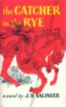 the CATCHER
in the RYE
a novel by J. D. SALINGER